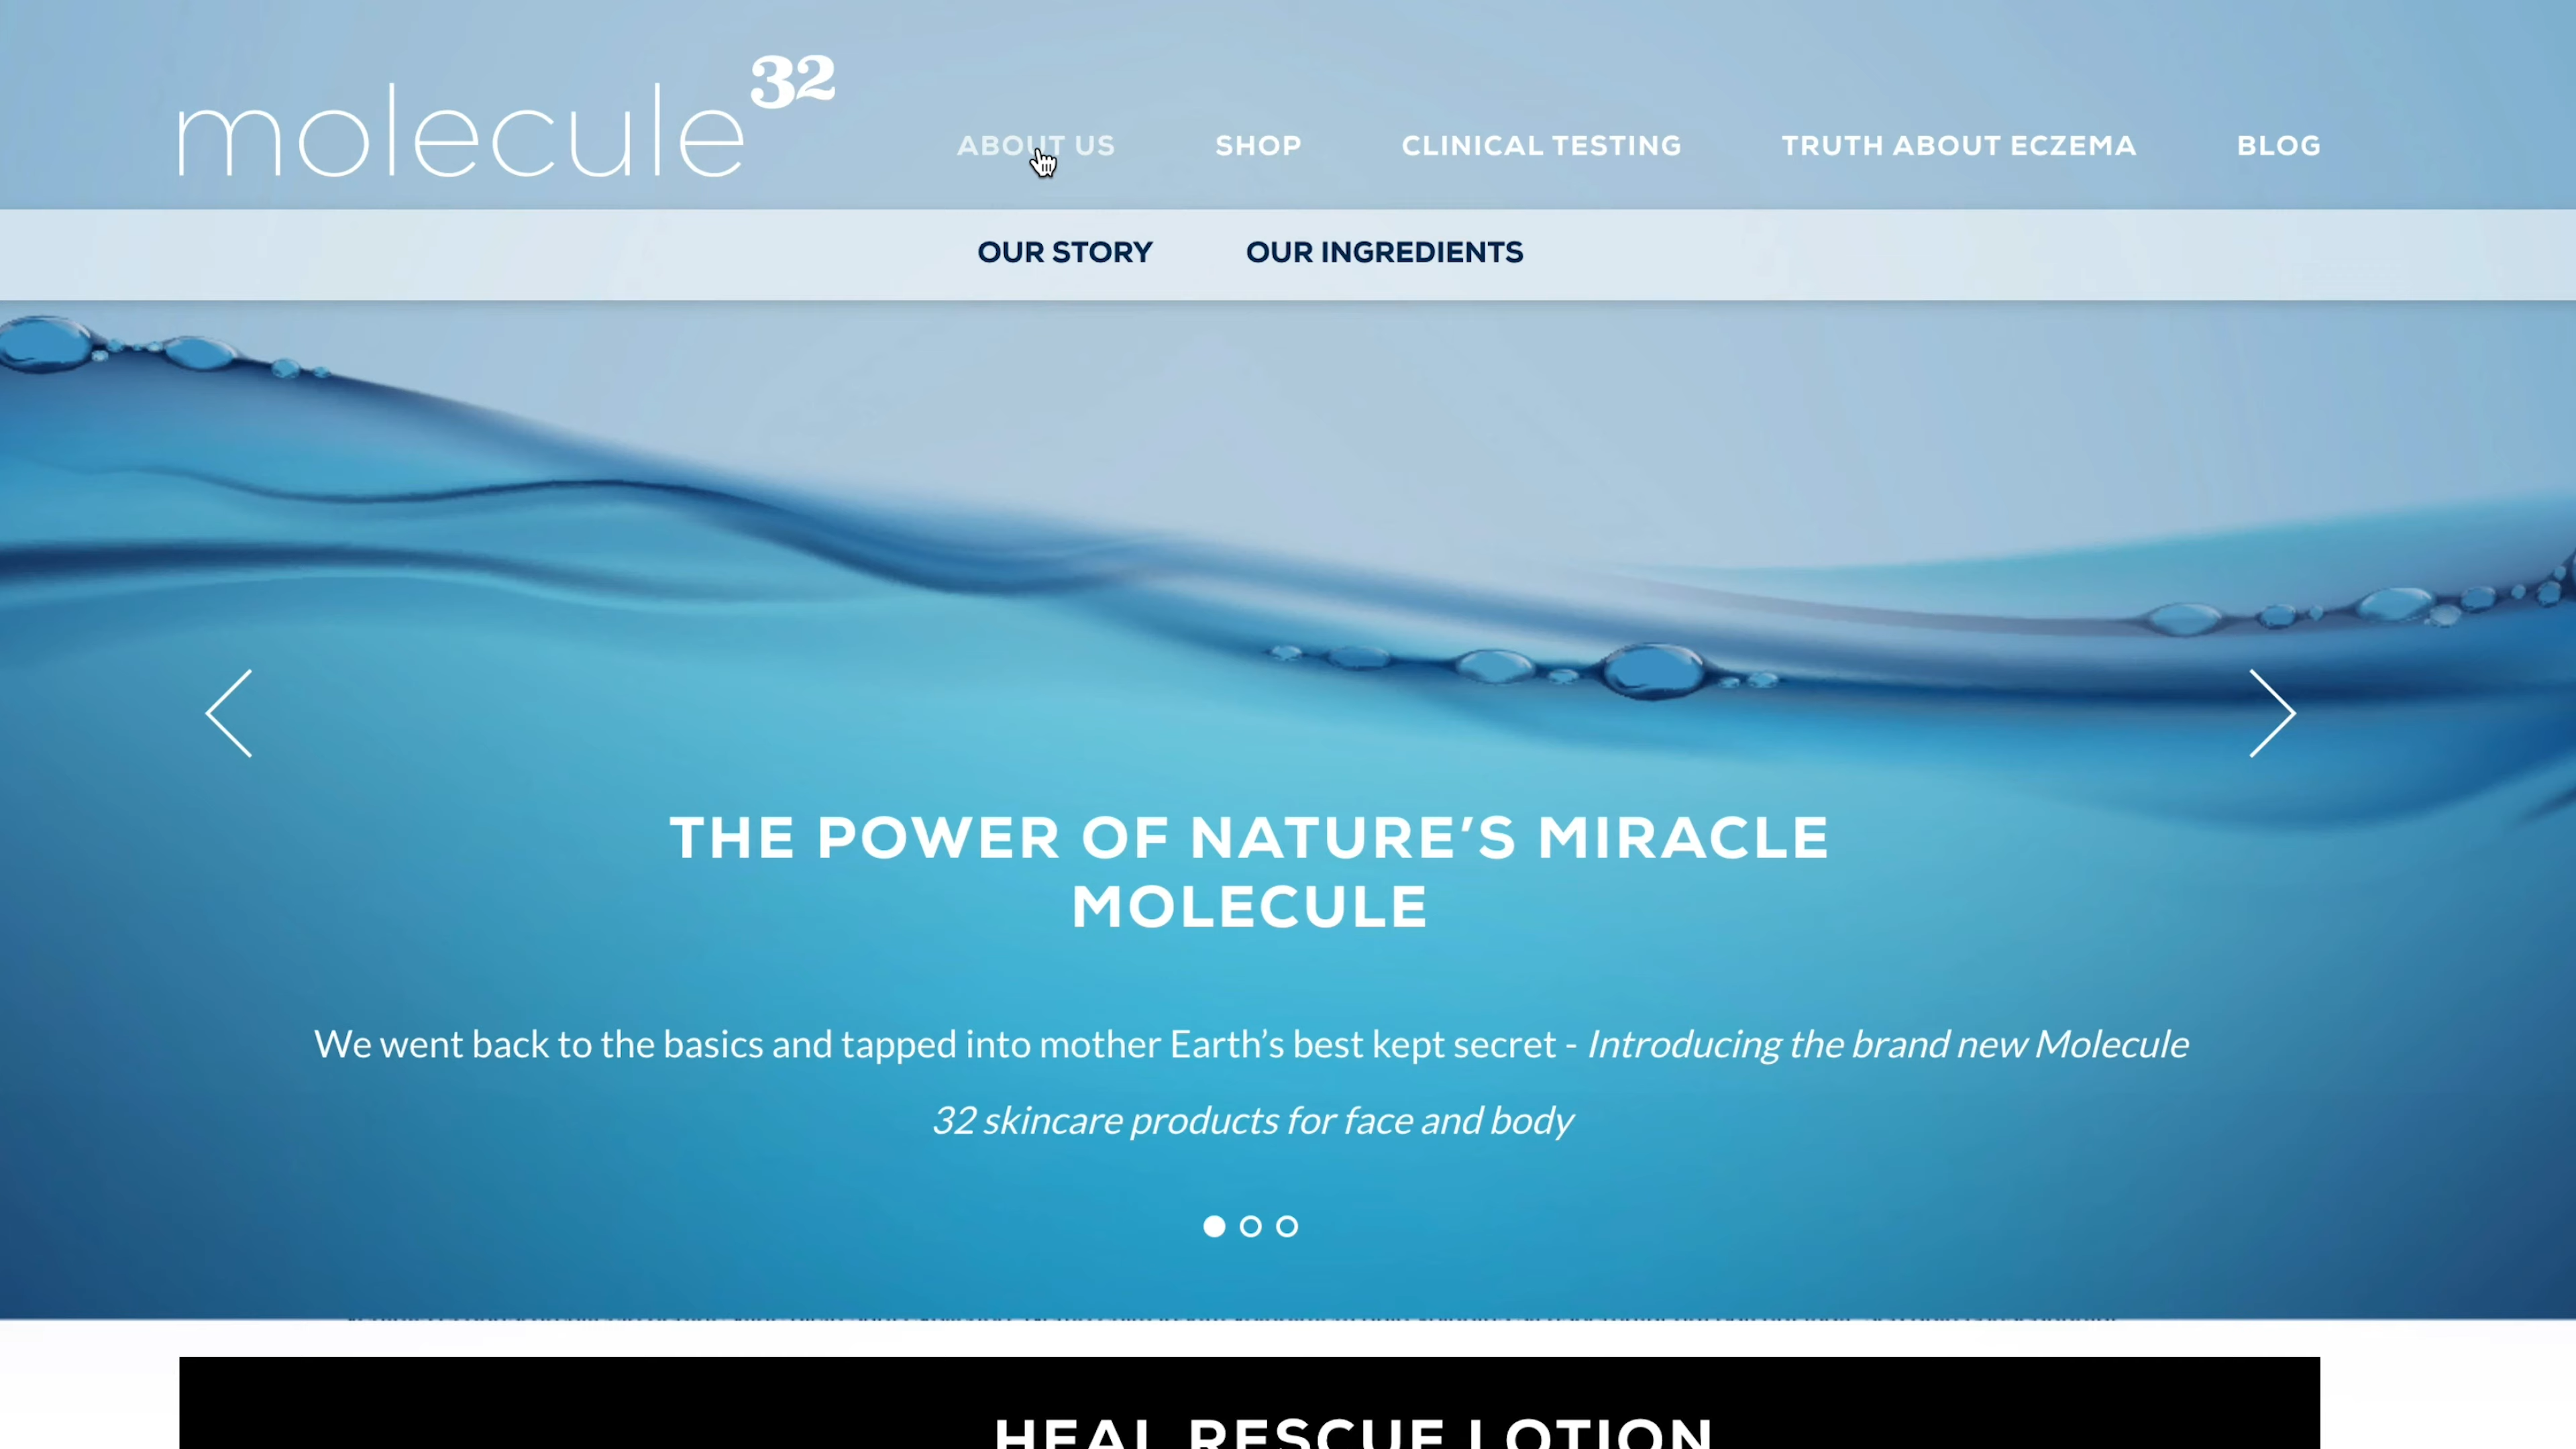 molecule 32
ABOUT US SHOP CLINICAL TESTING TRUTH ABOUT ECZEMA BLOG
OUR STORY OUR INGREDIENTS
THE POWER OF NATURE’S MIRACLE
MOLECULE
We went back to the basics and tapped into mother Earth’s best kept secret - Introducing the brand new Molecule
32 skincare products for face and body
HEAL RESCUE LOTION